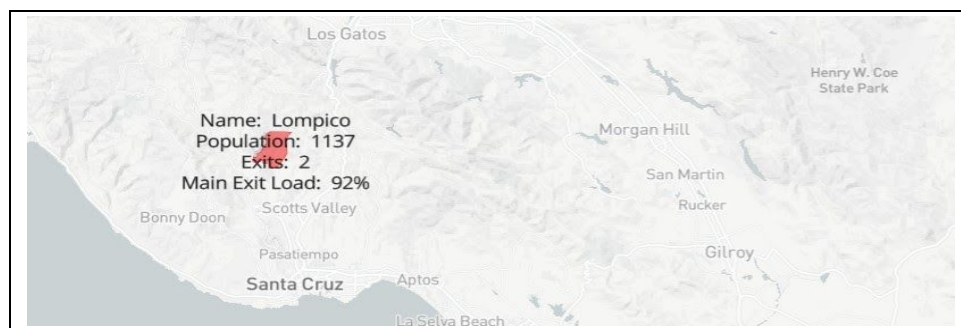 Los Gatos
Henry W. Coe
State Park
Name: Lompico
Population: 1137
Exits: 2
Main Exit Load: 92%
Morgan Hill
San Martin
Rucker
Bonny Doon
Scotts Valley
Pasatiempo
Gilroy
Santa Cruz
Aptos
La Selva Beach